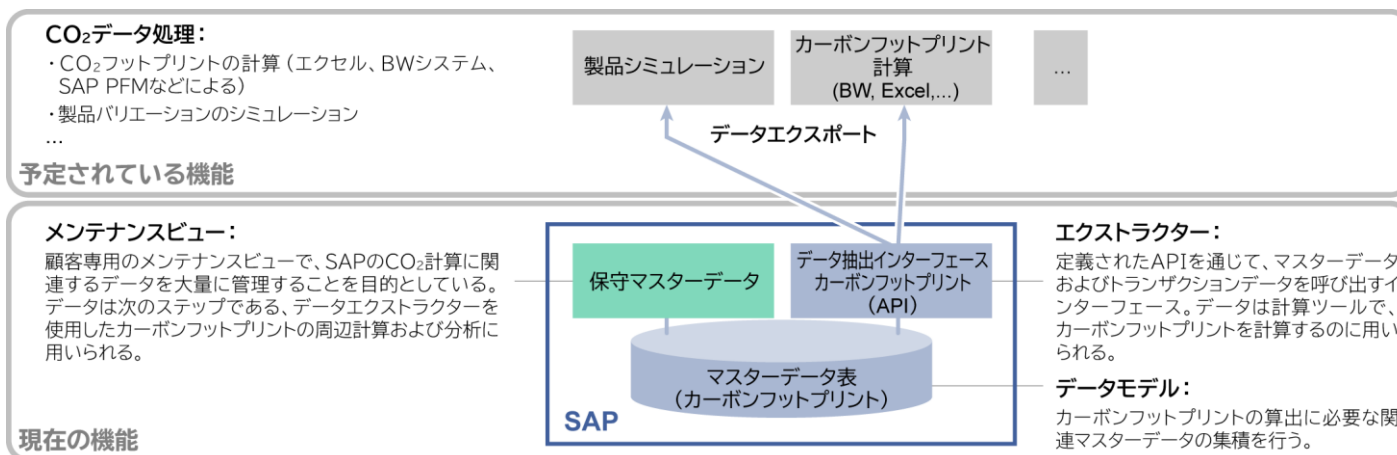 CO₂データ処理：
・CO₂フットプリントの計算（エクセル、BWシステム、
SAP PFMなどによる）
・製品バリエーションのシミュレーション
…
予定されている機能
製品シミュレーション
カーボンフットプリント
計算
(BW, Excel,...)
...
データエクスポート
メンテナンスビュー：
顧客専用のメンテナンスビューで、SAPのCO₂計算に関
連するデータを大量に管理することを目的としている。
データは次のステップである、データエクストラクターを
使用したカーボンフットプリントの周辺計算および分析に
用いられる。
現在の機能
保守マスターデータ
データ抽出インターフェース
カーボンフットプリント
(API)
マスターデータ表
（カーボンフットプリント）
SAP
エクストラクター：
定義されたAPIを通じて、マスターデータ
およびトランザクションデータを呼び出すイ
ンターフェース。データは計算ツールで、
カーボンフットプリントを計算するのに用い
られる。
データモデル：
カーボンフットプリントの算出に必要な関
連マスターデータの集積を行う。